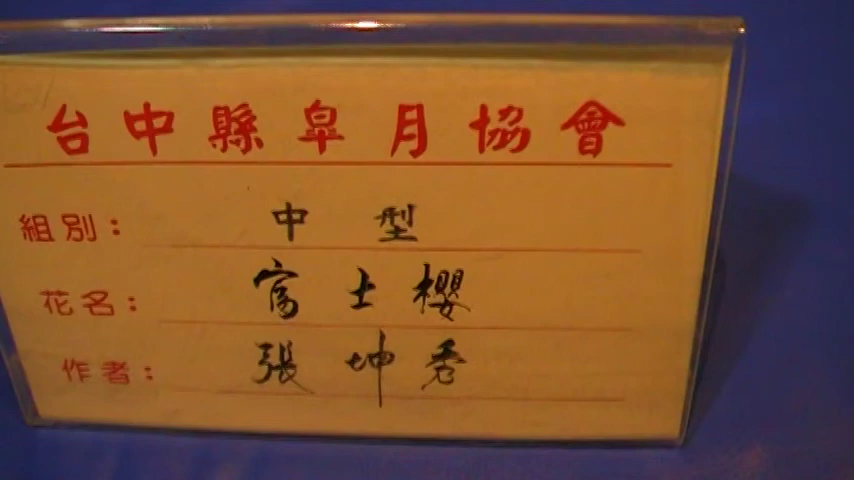 台中縣皐月協會
組別：中型
花名：富士櫻
作者：張坤秀